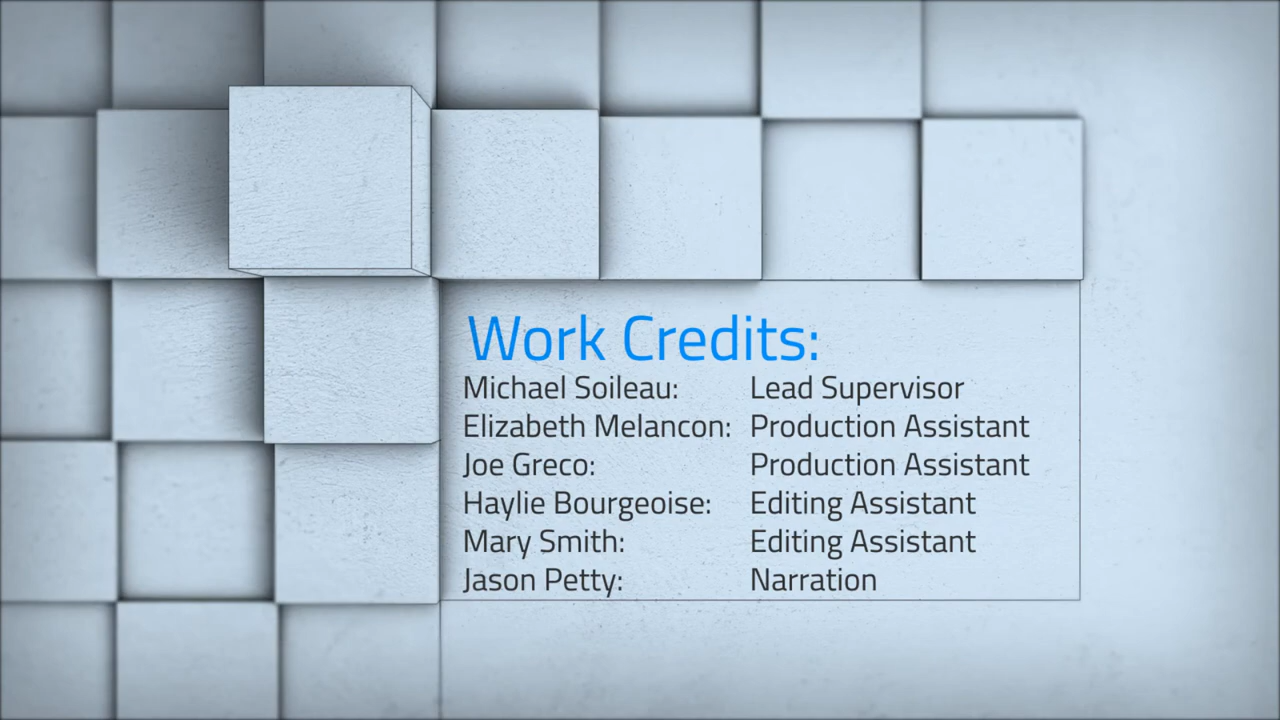 Work Credits:
Michael Soileau: Lead Supervisor
Elizabeth Melancon: Production Assistant
Joe Greco: Production Assistant
Haylie Bourgeoise: Editing Assistant
Mary Smith: Editing Assistant
Jason Petty: Narration